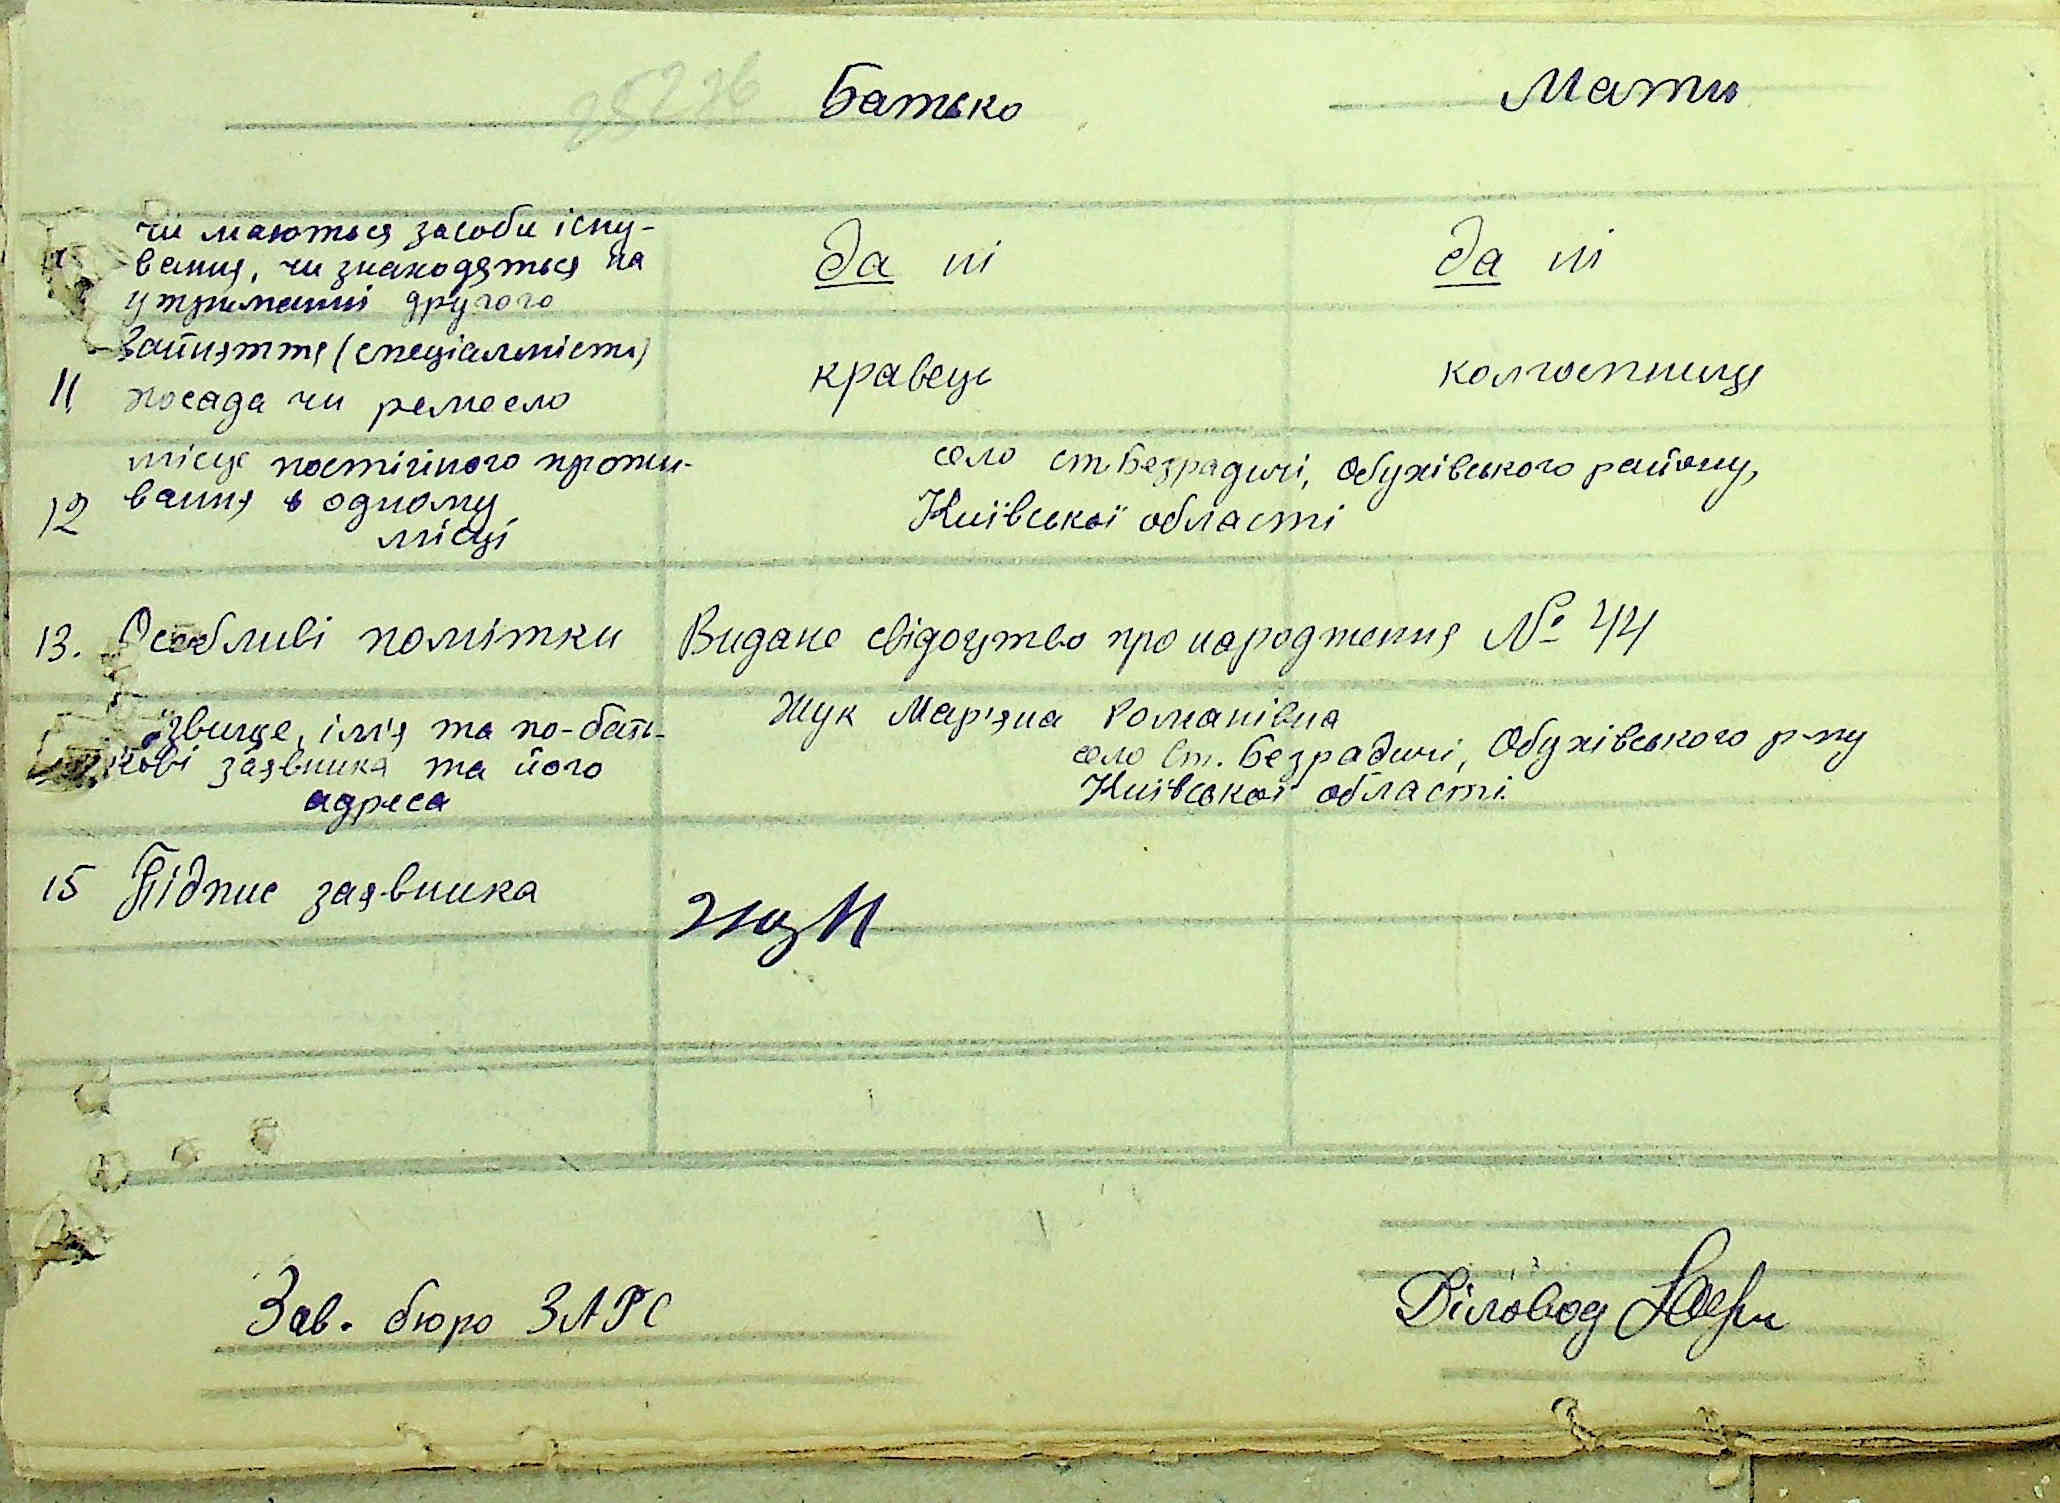 Батько Мати
чи маються засоби існу-
вання, чи знаходяться на
утриманні другого
да ні да ні
Зайняття (спеціальність)
11 посада чи ремесло кравець колгоспниця
місце постійного прожи-
12 вання в одному
місці
село ст. Безрадичі, Обухівського району,
Київської області
13. Особливі помітки Видане свідоцтво про народження № 44
звище, ім'я та по-бать-
кові заявника та його
адреса
Жук Мар'яна Романівна
село Ст. Безрадичі, Обухівського р-ну
Київської області
15 Підпис заявника
Зав. бюро ЗАГС Діловод